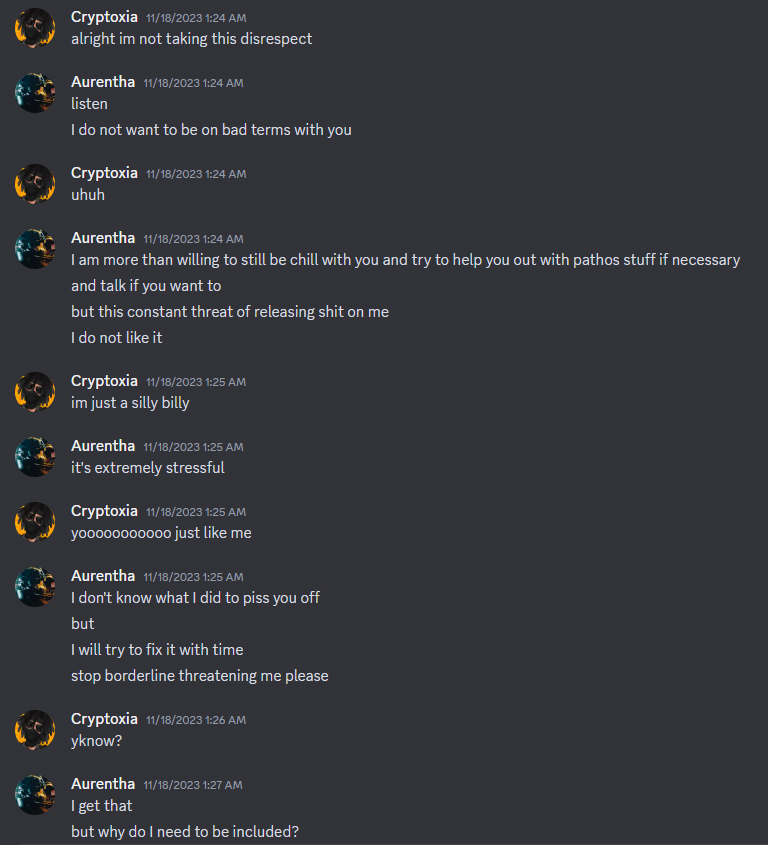 Cryptoxia 11/18/2023 1:24 AM
alright im not taking this disrespect
Aurentha 11/18/2023 1:24 AM
listen
I do not want to be on bad terms with you
Cryptoxia 11/18/2023 1:24 AM
uhuh
Aurentha 11/18/2023 1:24 AM
I am more than willing to still be chill with you and try to help you out with pathos stuff if necessary
and talk if you want to
but this constant threat of releasing shit on me
I do not like it
Cryptoxia 11/18/2023 1:25 AM
im just a silly billy
Aurentha 11/18/2023 1:25 AM
it's extremely stressful
Cryptoxia 11/18/2023 1:25 AM
yooooooooooo just like me
Aurentha 11/18/2023 1:25 AM
I don't know what I did to piss you off
but
I will try to fix it with time
stop borderline threatening me please
Cryptoxia 11/18/2023 1:26 AM
yknow?
Aurentha 11/18/2023 1:27 AM
I get that
but why do I need to be included?